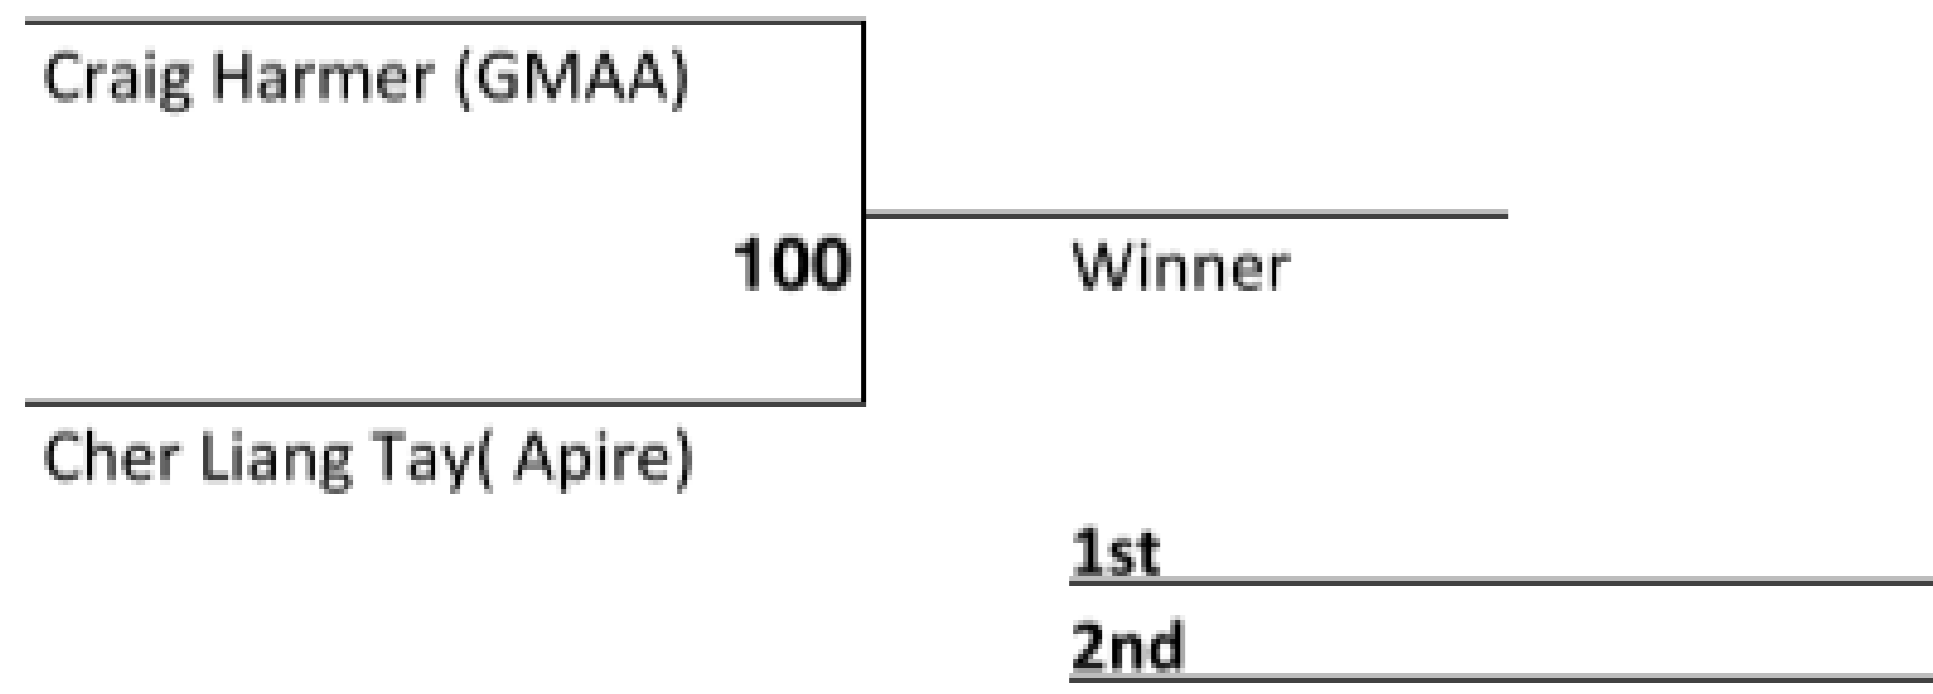 Craig Harmer (GMAA)
100
Winner
Cher Liang Tay( Apire)
1st
2nd